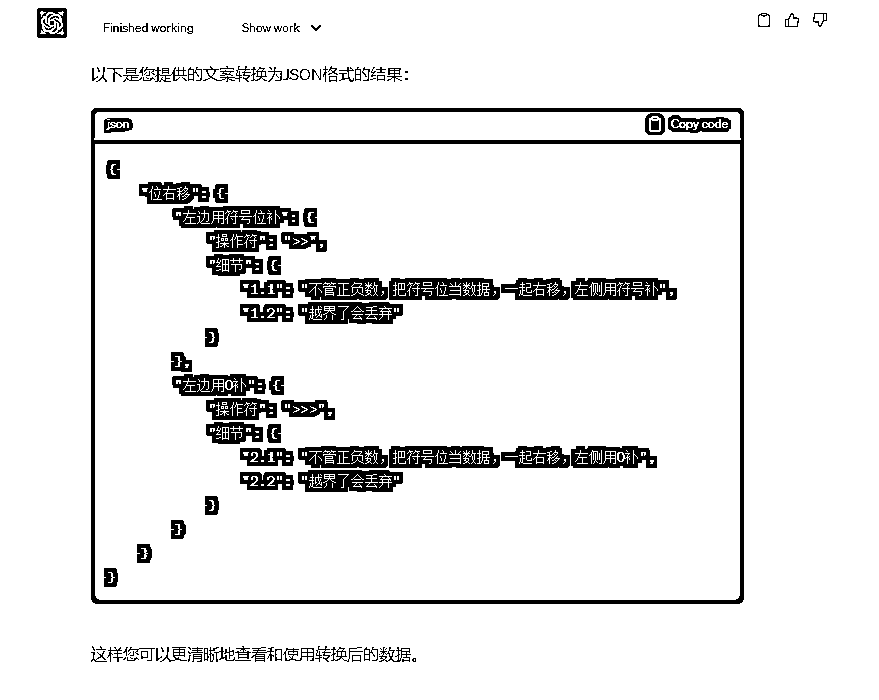 Finished working Show work
以下是您提供的文案转换为JSON格式的结果：
json Copy code
{
"位右移": {
"左边用符号位补": {
"操作符": ">>",
"细节": {
"1.1": "不管正负数，把符号位当数据，一起右移，左侧用符号补",
"1.2": "越界了会丢弃"
}
},
"左边用0补": {
"操作符": ">>>",
"细节": {
"2.1": "不管正负数，把符号位当数据，一起右移，左侧用0补",
"2.2": "越界了会丢弃"
}
}
}
}
这样您可以更清晰地查看和使用转换后的数据。